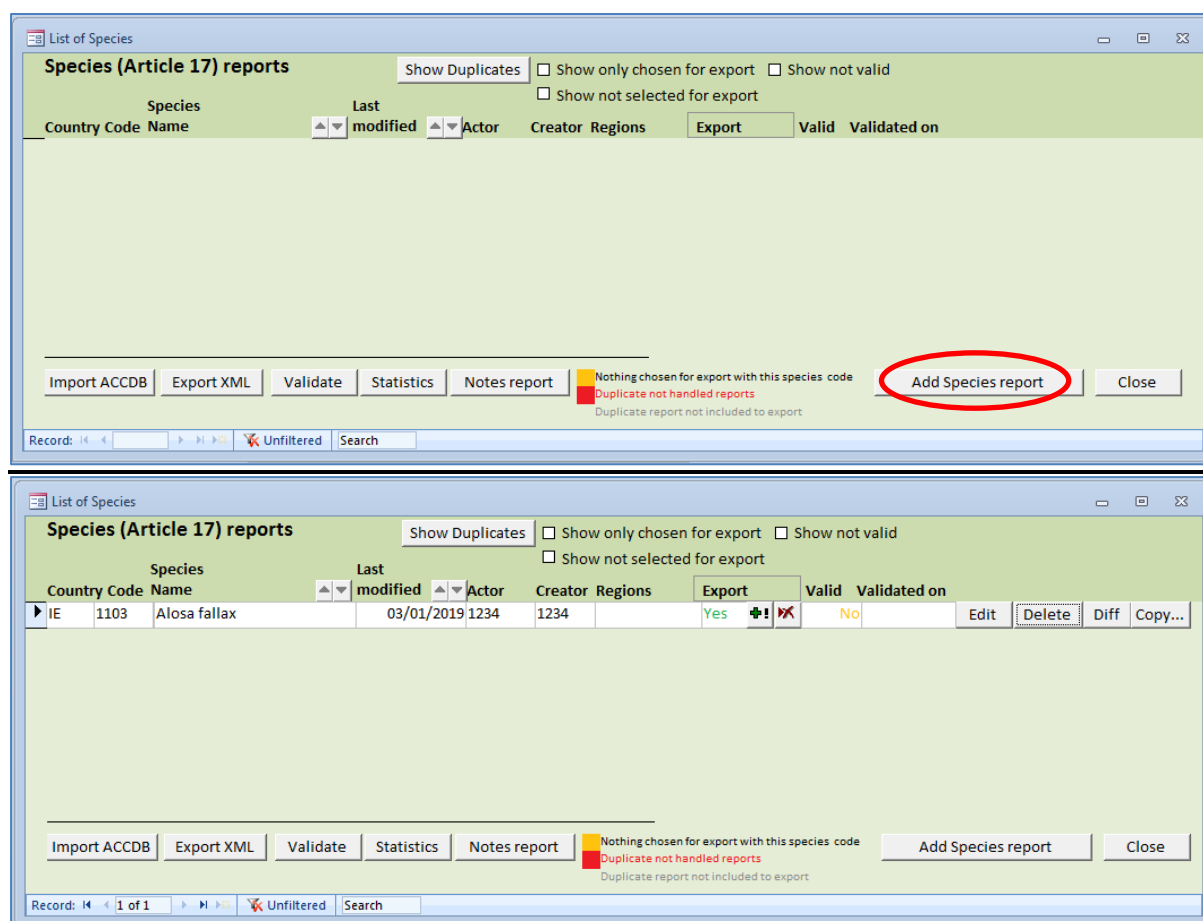 List of Species
Species (Article 17) reports Show Duplicates Show only chosen for export Show not valid
Show not selected for export
Species Last
Country Code Name modified Actor Creator Regions Export Valid Validated on
Import ACCDB Export XML Validate Statistics Notes report Nothing chosen for export with this species code Add Species report Close
Duplicate not handled reports
Duplicate report not included to export
Record: Unfiltered Search
List of Species
Species (Article 17) reports Show Duplicates Show only chosen for export Show not valid
Show not selected for export
Species Last
Country Code Name modified Actor Creator Regions Export Valid Validated on
IE 1103 Alosa fallax 03/01/2019 1234 1234 Yes No Edit Delete Diff Copy...
Import ACCDB Export XML Validate Statistics Notes report Nothing chosen for export with this species code Add Species report Close
Duplicate not handled reports
Duplicate report not included to export
Record: 1 of 1 Unfiltered Search